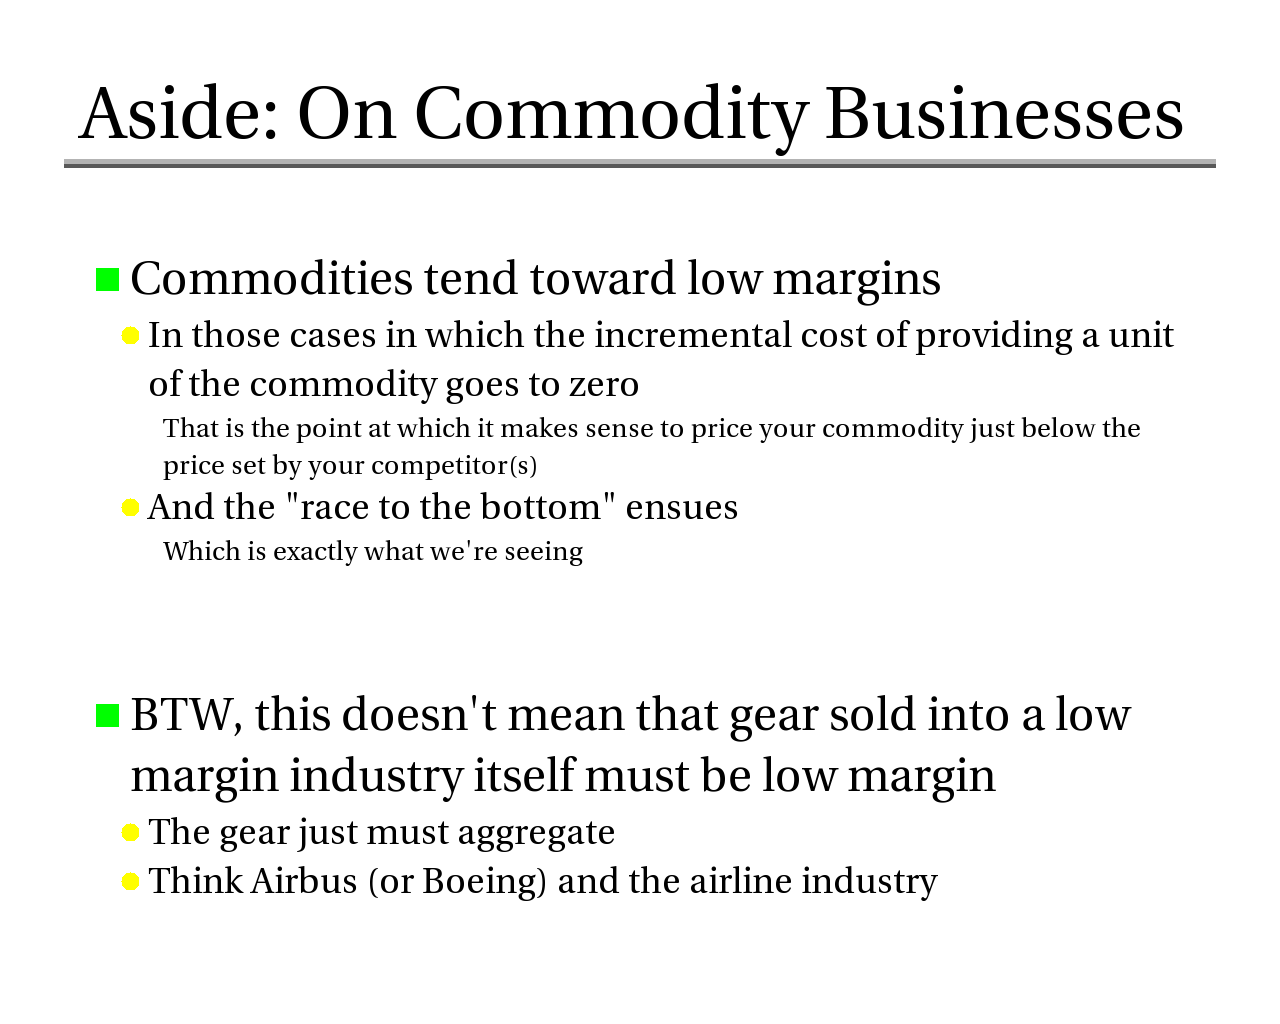 Aside: On Commodity Businesses
Commodities tend toward low margins
In those cases in which the incremental cost of providing a unit
of the commodity goes to zero
That is the point at which it makes sense to price your commodity just below the
price set by your competitor(s)
And the "race to the bottom" ensues
Which is exactly what we're seeing
BTW, this doesn't mean that gear sold into a low
margin industry itself must be low margin
The gear just must aggregate
Think Airbus (or Boeing) and the airline industry